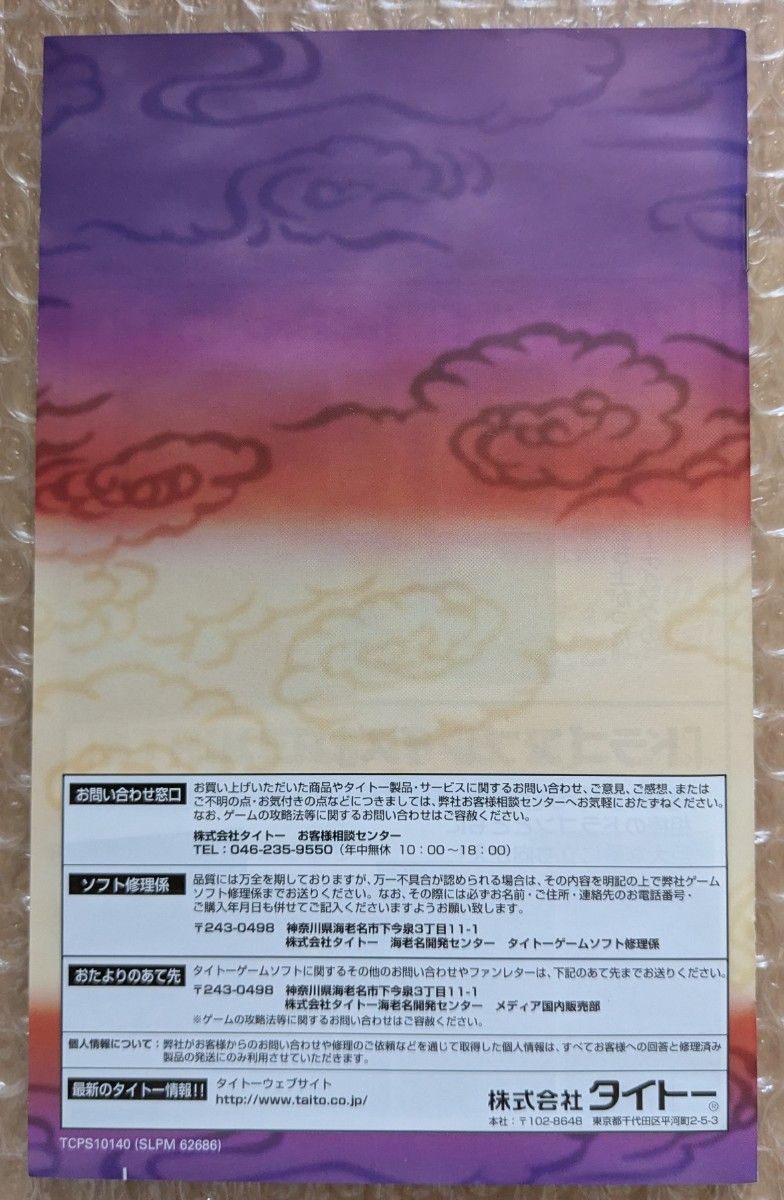 お問い合わせ窓口
お買い上げいただいた商品やタイトー製品・サービスに関するお問い合わせ、ご意見、ご感想、または
ご不明の点・お気付きの点などにつきましては、弊社お客様相談センターへお気軽におたずねください。
なお、ゲームの攻略法等に関するお問い合わせはご容赦ください。
株式会社タイトー　お客様相談センター
TEL：046-235-9550（年中無休 10：00～18：00）
ソフト修理係
品質には万全を期しておりますが、万一不具合が認められる場合は、その内容を明記の上で弊社ゲーム
ソフト修理係までお送りください。なお、その際には必ずお名前・ご住所・連絡先のお電話番号・
ご購入年月日も併せてご記入くださいますようお願い致します。
〒243-0498　神奈川県海老名市下今泉3丁目11-1
株式会社タイトー　海老名開発センター　タイトーゲームソフト修理係
おたよりのあて先
タイトーゲームソフトに関するその他のお問い合わせやファンレターは、下記のあて先までお送りください。
〒243-0498　神奈川県海老名市下今泉3丁目11-1
株式会社タイトー海老名開発センター　メディア国内販売部
※ゲームの攻略法等に関するお問い合わせはご容赦ください。
個人情報について：弊社がお客様からのお問い合わせや修理のご依頼などを通じて取得した個人情報は、すべてお客様への回答と修理済み
製品の発送にのみ利用させていただきます。
最新のタイトー情報!!
タイトーウェブサイト
http://www.taito.co.jp/
株式会社タイトー®
本社：〒102-8648　東京都千代田区平河町2-5-3
TCPS10140 (SLPM 62686)